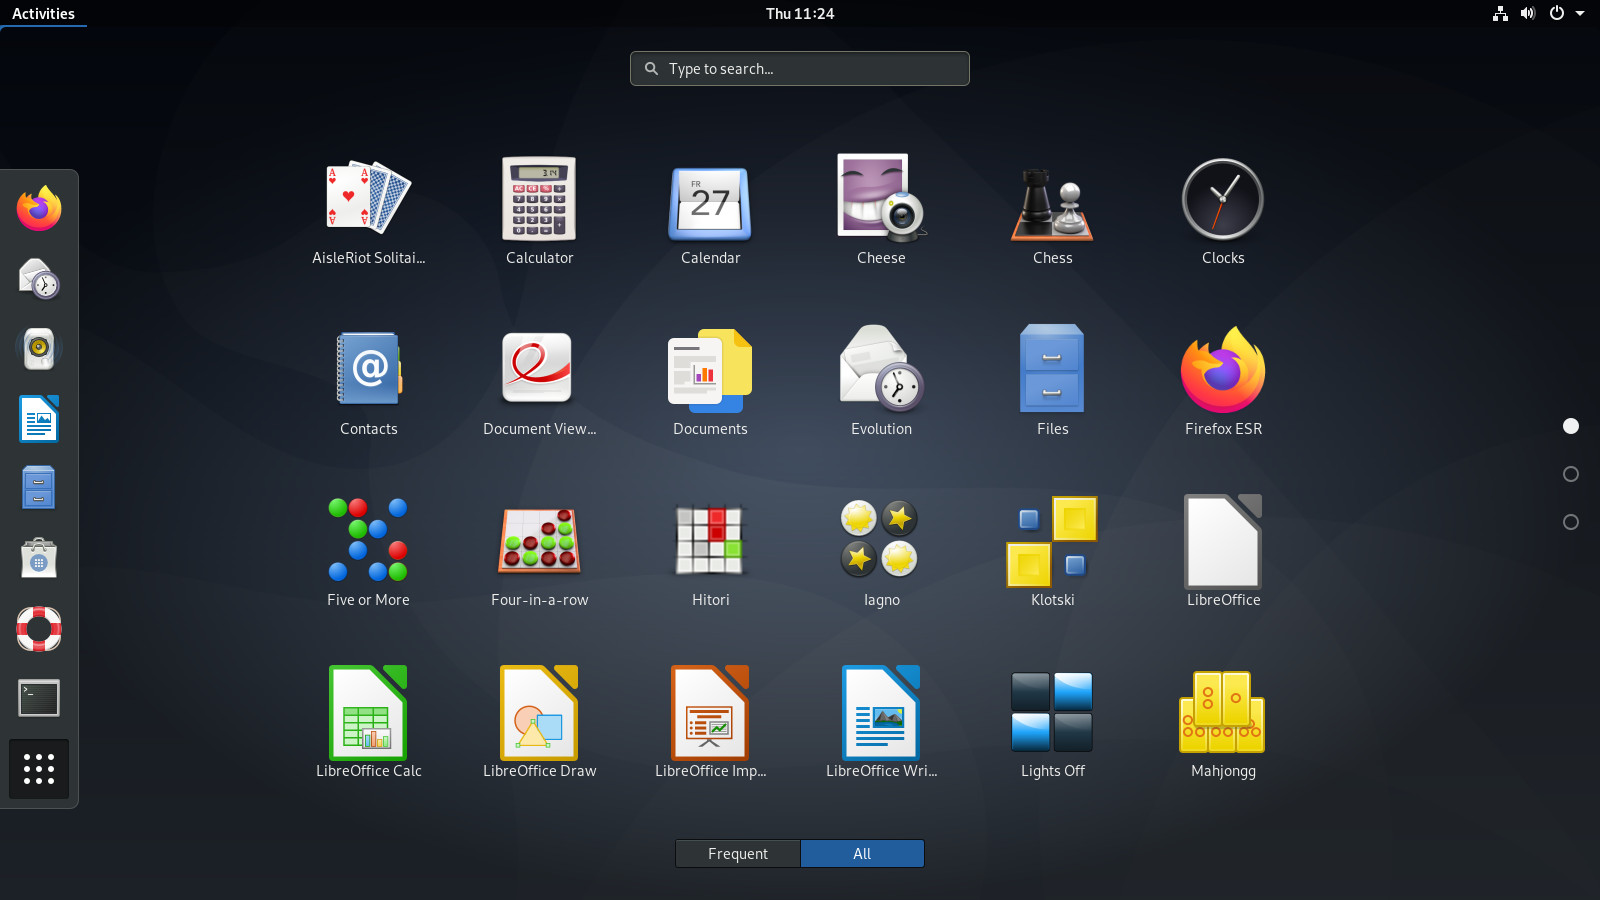 Activities
Thu 11:24
Type to search...
AisleRiot Solitai...
Calculator
FR
27
Calendar
Cheese
Chess
Clocks
Contacts
Document View...
Documents
Evolution
Files
Firefox ESR
Five or More
Four-in-a-row
Hitori
Iagno
Klotski
LibreOffice
LibreOffice Calc
LibreOffice Draw
LibreOffice Imp...
LibreOffice Wri...
Lights Off
Mahjongg
Frequent
All